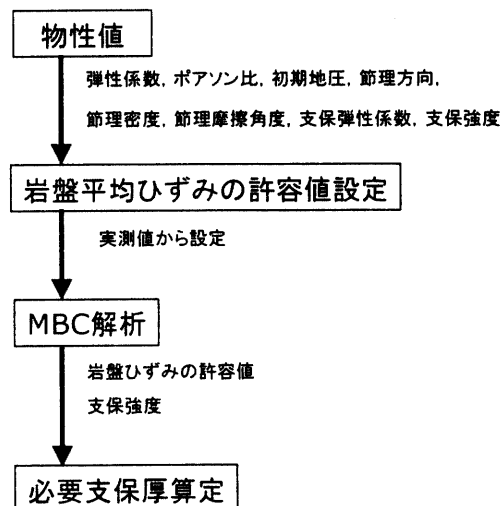 物性値
弾性係数, ポアソン比, 初期地圧, 節理方向,
節理密度, 節理摩擦角度, 支保弾性係数, 支保強度
岩盤平均ひずみの許容値設定
実測値から設定
MBC解析
岩盤ひずみの許容値
支保強度
必要支保厚算定